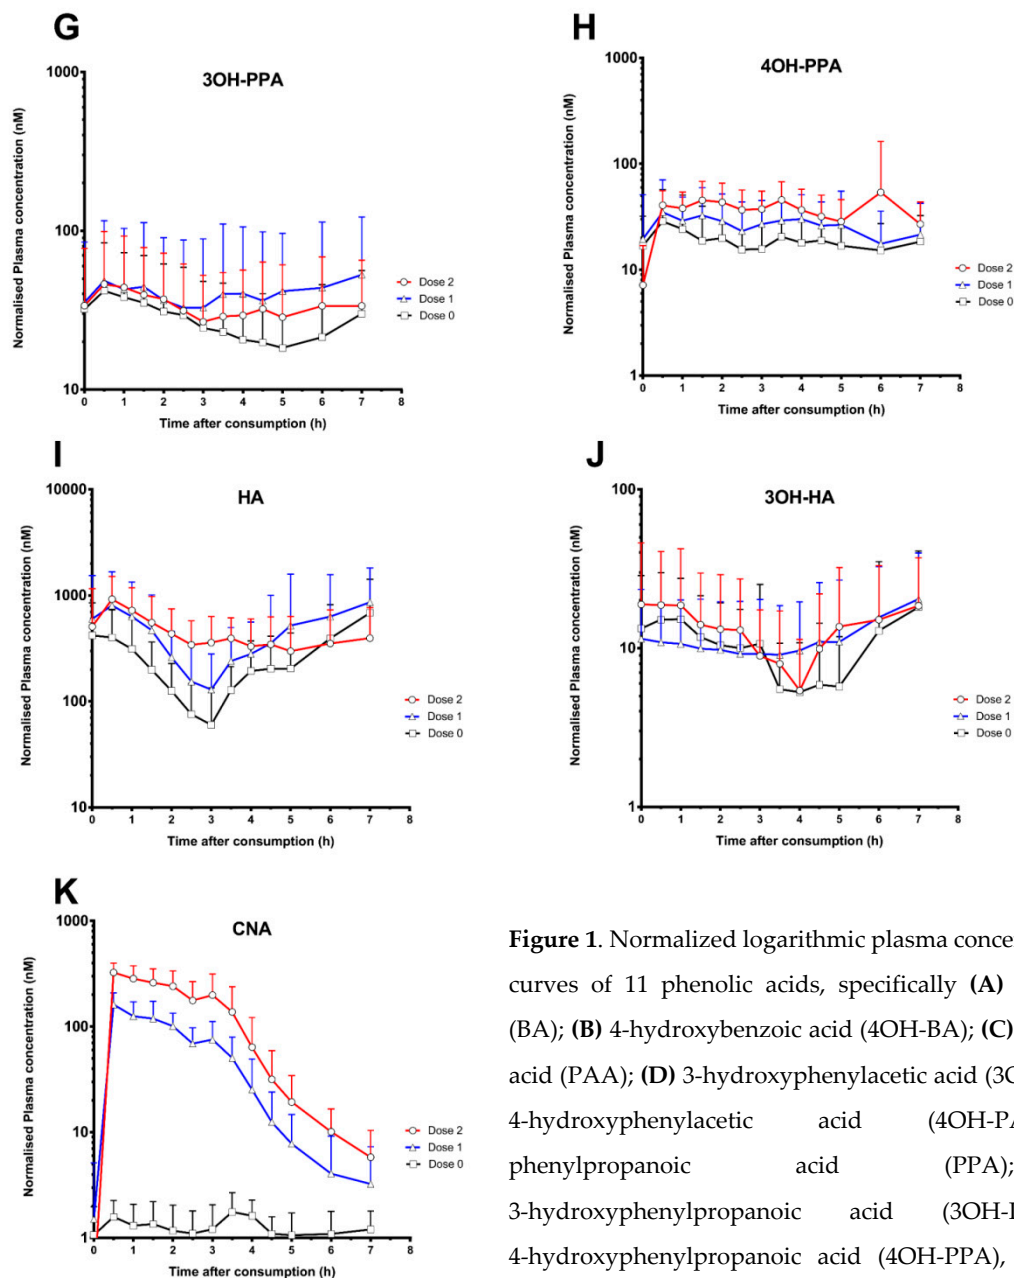 G
3OH-PPA
Normalised Plasma concentration (nM)
1000
100
10
0 1 2 3 4 5 6 7 8
Time after consumption (h)
Dose 2
Dose 1
Dose 0
H
4OH-PPA
Normalised Plasma concentration (nM)
1000
100
10
1
0 1 2 3 4 5 6 7 8
Time after consumption (h)
Dose 2
Dose 1
Dose 0
I
HA
Normalised Plasma concentration (nM)
10000
1000
100
10
0 1 2 3 4 5 6 7 8
Time after consumption (h)
Dose 2
Dose 1
Dose 0
J
3OH-HA
Normalised Plasma concentration (nM)
100
10
1
0 1 2 3 4 5 6 7 8
Time after consumption (h)
Dose 2
Dose 1
Dose 0
K
CNA
Normalised Plasma concentration (nM)
1000
100
10
1
0 1 2 3 4 5 6 7 8
Time after consumption (h)
Dose 2
Dose 1
Dose 0
Figure 1. Normalized logarithmic plasma concen
curves of 11 phenolic acids, specifically (A)
(BA); (B) 4-hydroxybenzoic acid (4OH-BA); (C)
acid (PAA); (D) 3-hydroxyphenylacetic acid (3O
4-hydroxyphenylacetic acid (4OH-PA
phenylpropanoic acid (PPA);
3-hydroxyphenylpropanoic acid (3OH-P
4-hydroxyphenylpropanoic acid (4OH-PPA),